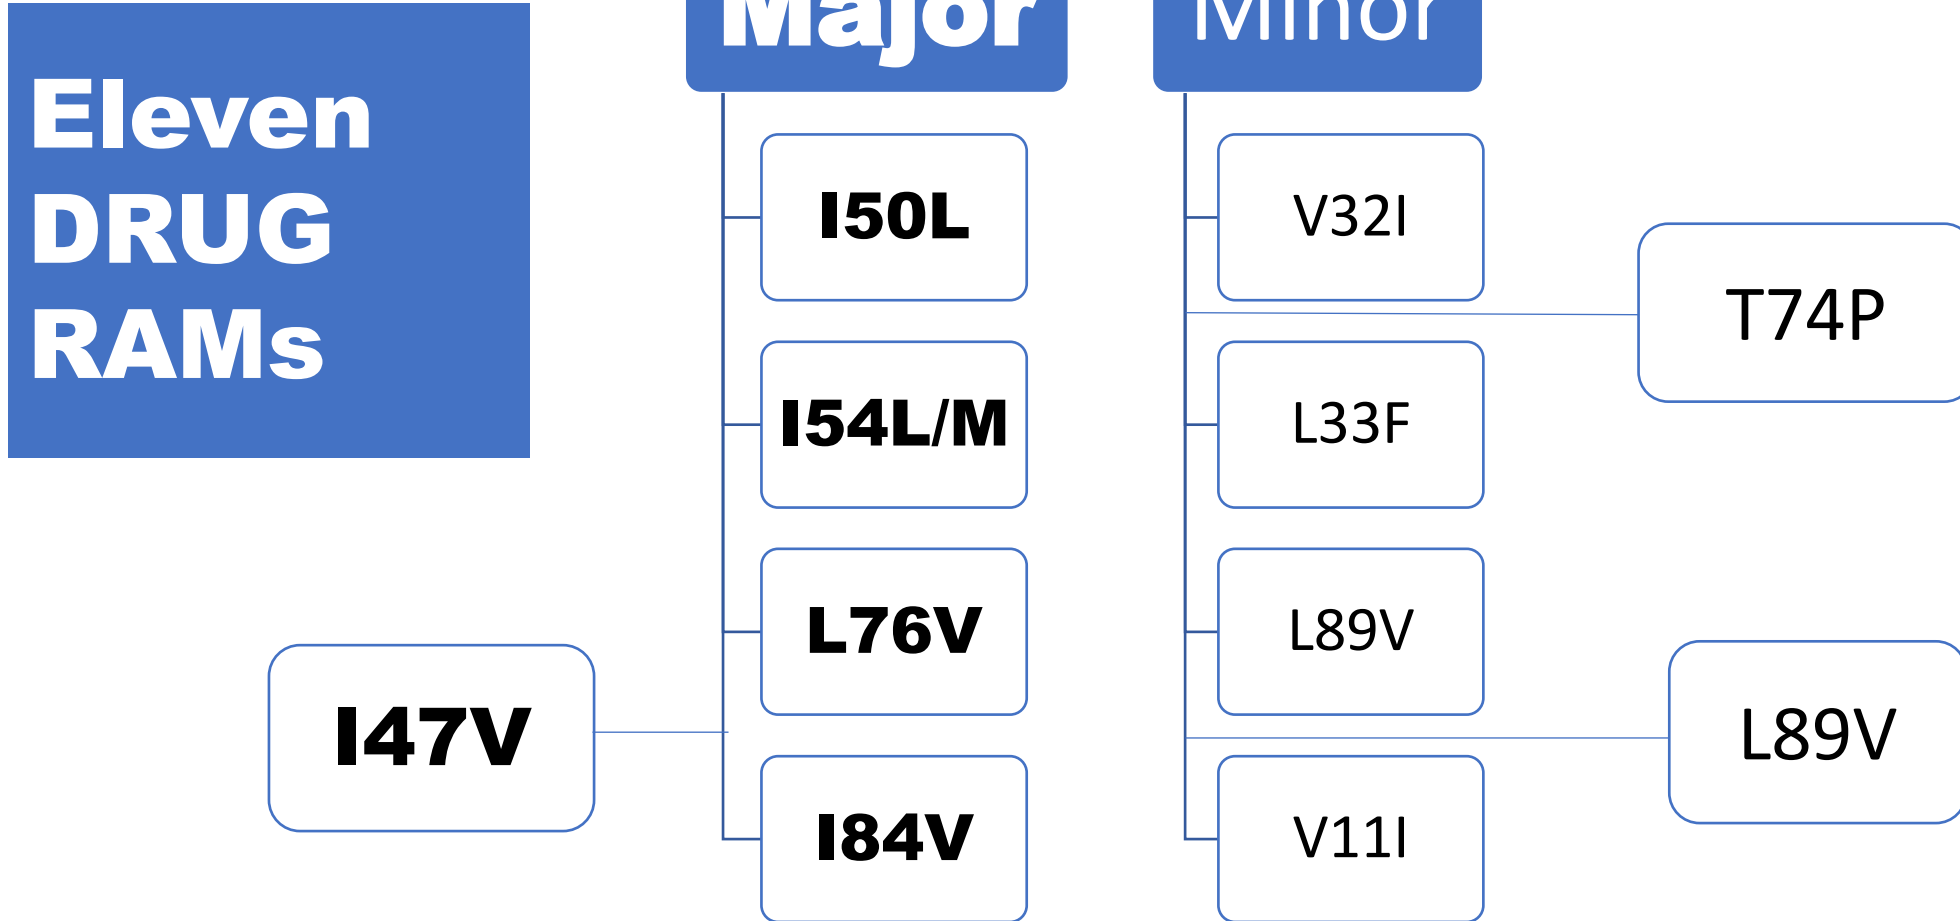 Eleven
DRUG
RAMs
Major
I50L
I54L/M
L76V
I47V
I84V
Minor
V32I
T74P
L33F
L89V
L89V
V11I